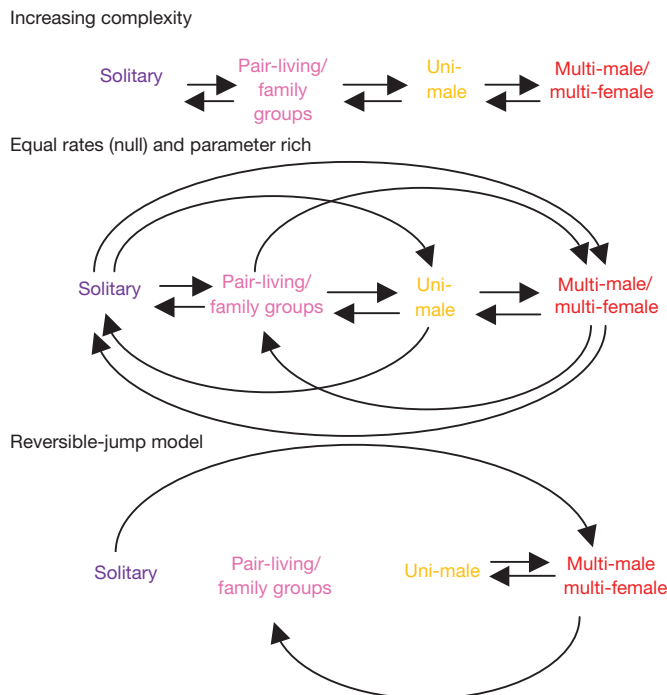 Increasing complexity
Solitary
Pair-living/
family
groups
Uni-
male
Multi-male/
multi-female
Equal rates (null) and parameter rich
Solitary
Pair-living/
family groups
Uni-
male
Multi-male/
multi-female
Reversible-jump model
Solitary
Pair-living/
family groups
Uni-male
Multi-male
multi-female